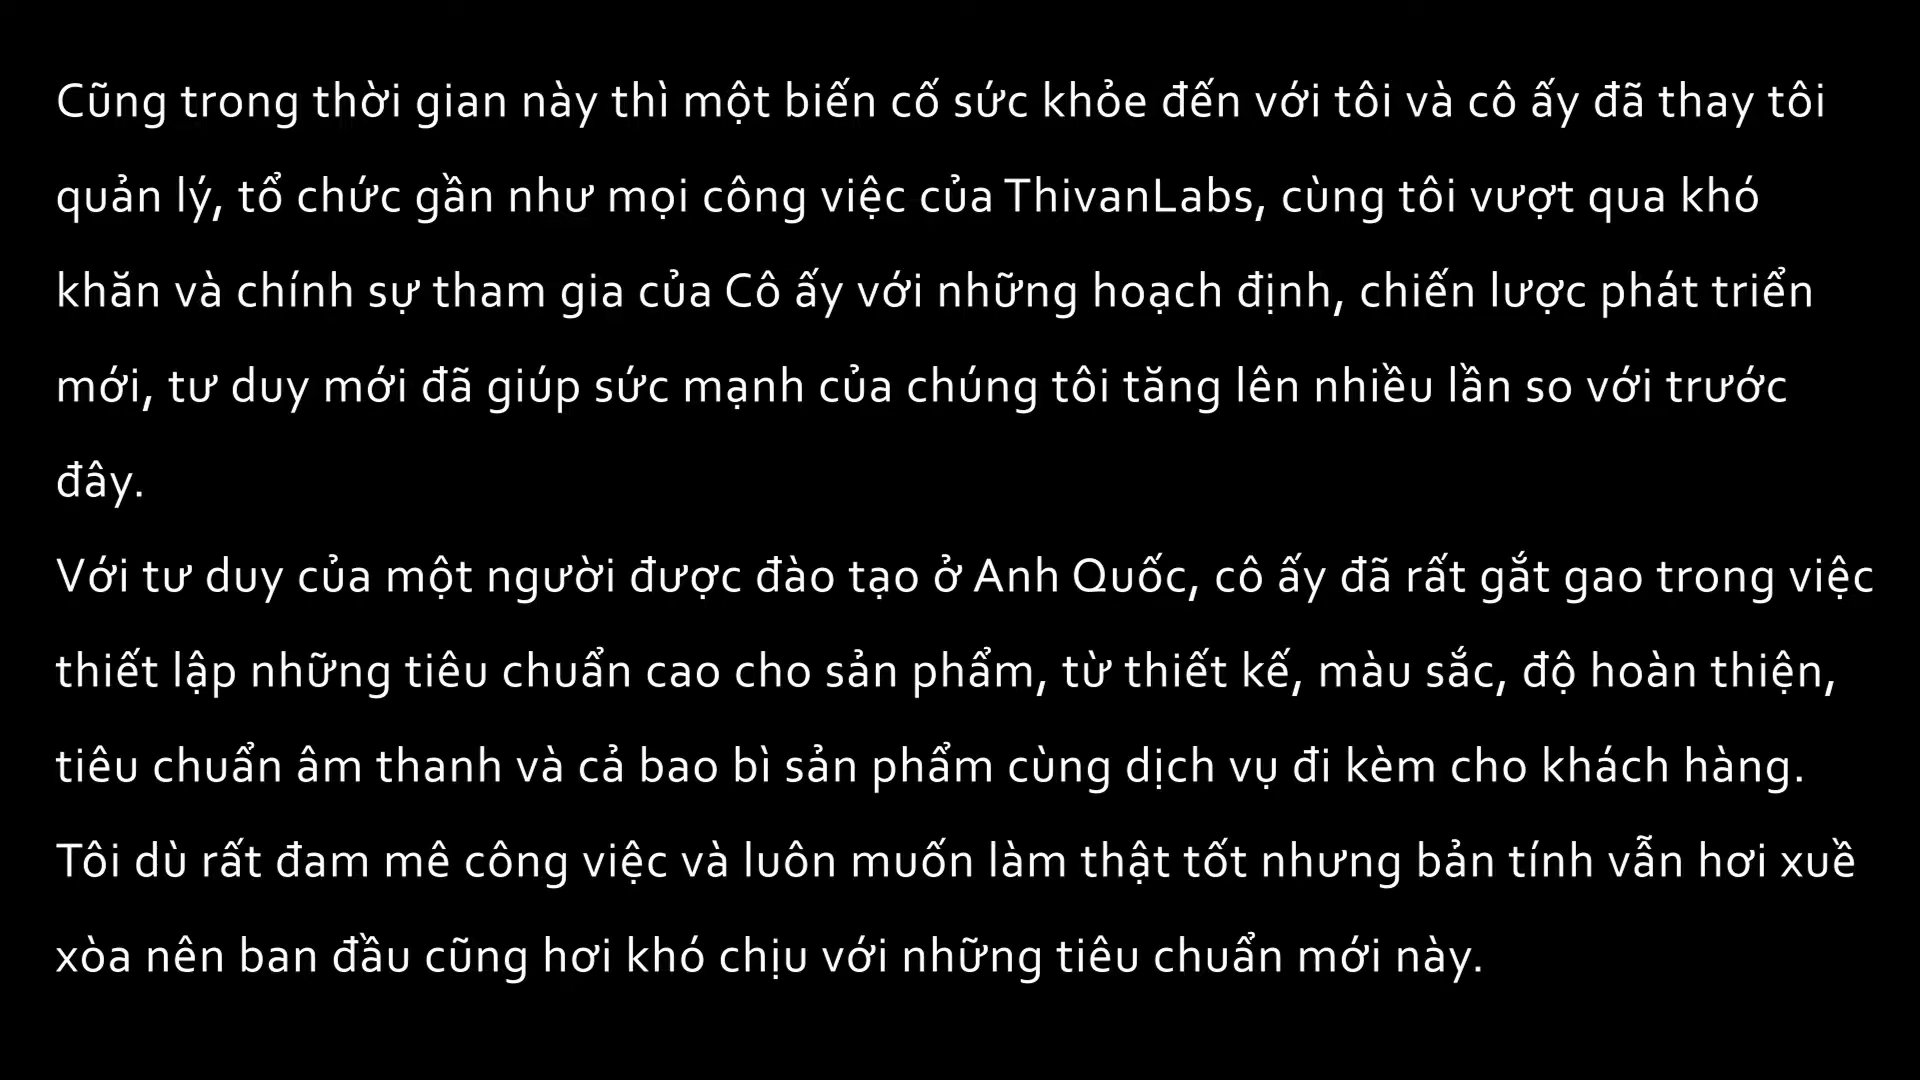 Cũng trong thời gian này thì một biến cố sức khỏe đến với tôi và cô ấy đã thay tôi
quản lý, tổ chức gần như mọi công việc của ThivanLabs, cùng tôi vượt qua khó
khăn và chính sự tham gia của Cô ấy với những hoạch định, chiến lược phát triển
mới, tư duy mới đã giúp sức mạnh của chúng tôi tăng lên nhiều lần so với trước
đây.
Với tư duy của một người được đào tạo ở Anh Quốc, cô ấy đã rất gắt gao trong việc
thiết lập những tiêu chuẩn cao cho sản phẩm, từ thiết kế, màu sắc, độ hoàn thiện,
tiêu chuẩn âm thanh và cả bao bì sản phẩm cùng dịch vụ đi kèm cho khách hàng.
Tôi dù rất đam mê công việc và luôn muốn làm thật tốt nhưng bản tính vẫn hơi xuề
xòa nên ban đầu cũng hơi khó chịu với những tiêu chuẩn mới này.